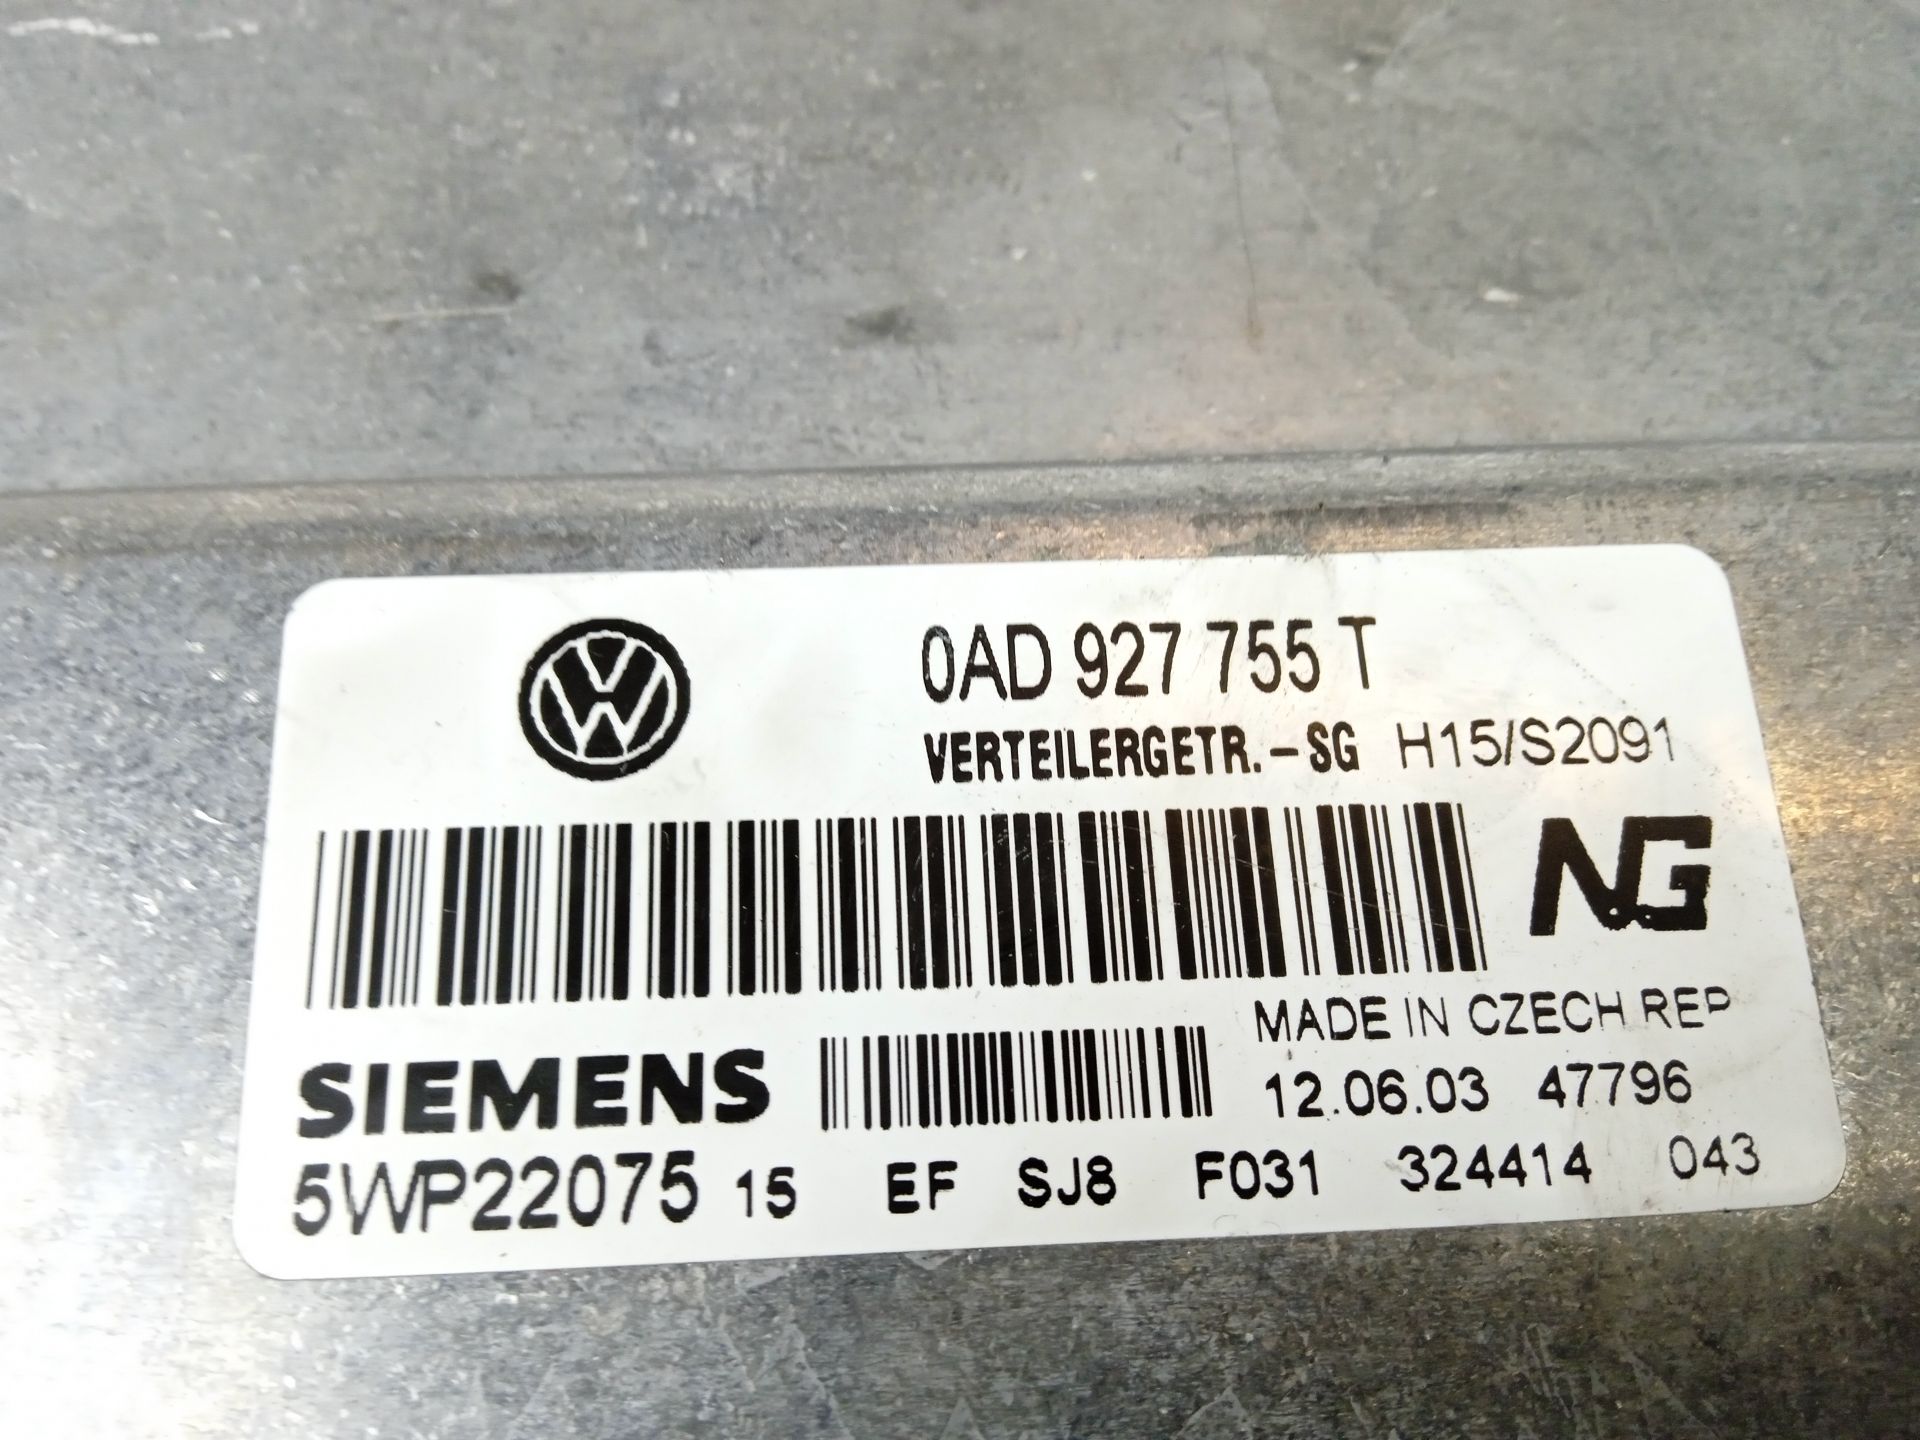 0AD 927 755 T
VERTEILERGETR.-SG H15/S2091
NG
MADE IN CZECH REP
SIEMENS 12.06.03 47796
5WP22075 15 EF SJ8 F031 324414 043